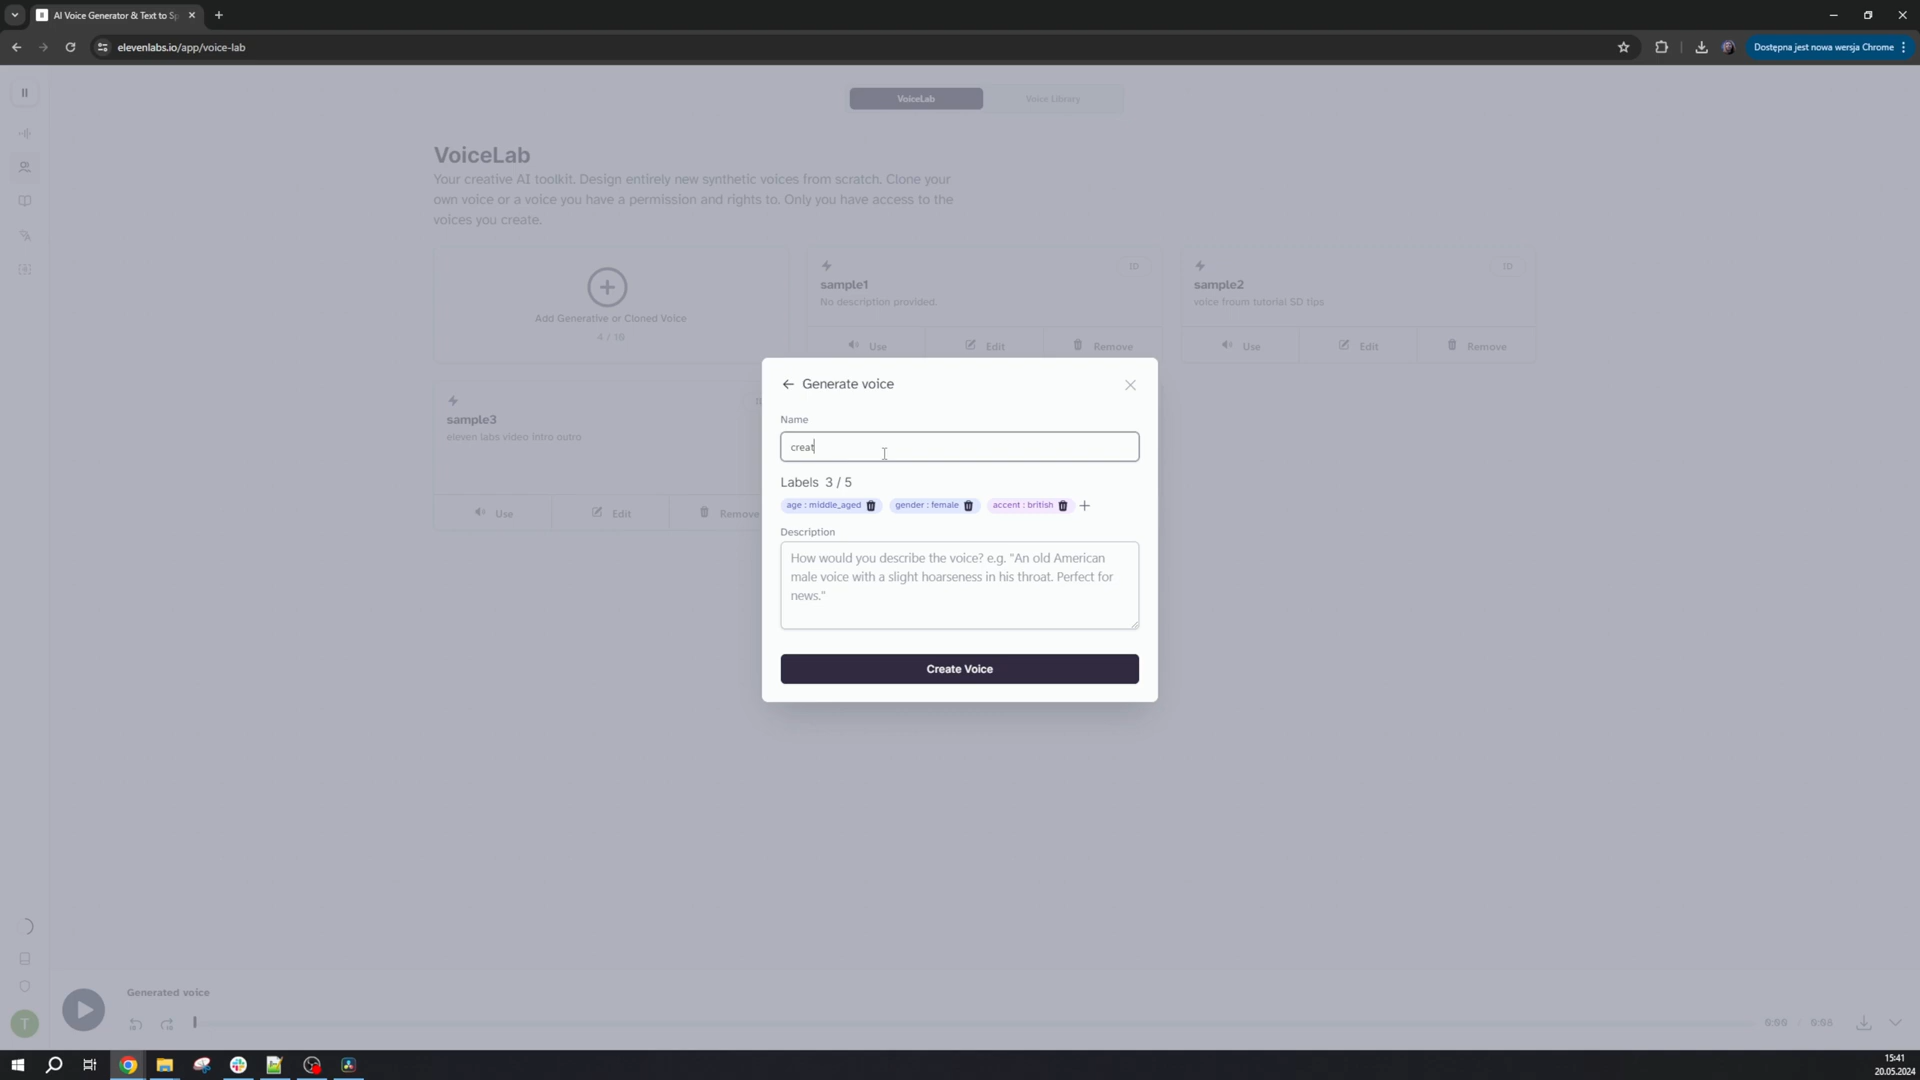 AI Voice Generator & Text to Sp
elevenlabs.io/app/voice-lab
Dostępna jest nowa wersja Chrome
VoiceLab
Voice Library
VoiceLab
Your creative AI toolkit. Design entirely new synthetic voices from scratch. Clone your
own voice or a voice you have a permission and rights to. Only you have access to the
voices you create.
Add Generative or Cloned Voice
4 / 10
sample1
ID
No description provided.
Use
Edit
Remove
sample2
ID
voice froum tutorial SD tips
Use
Edit
Remove
sample3
eleven labs video intro outro
Use
Edit
Remove
Generate voice
Name
creat
Labels 3 / 5
age : middle_aged
gender : female
accent : british
Description
How would you describe the voice? e.g. "An old American
male voice with a slight hoarseness in his throat. Perfect for
news."
Create Voice
Generated voice
0:00 / 0:08
T
15:41
20.05.2024